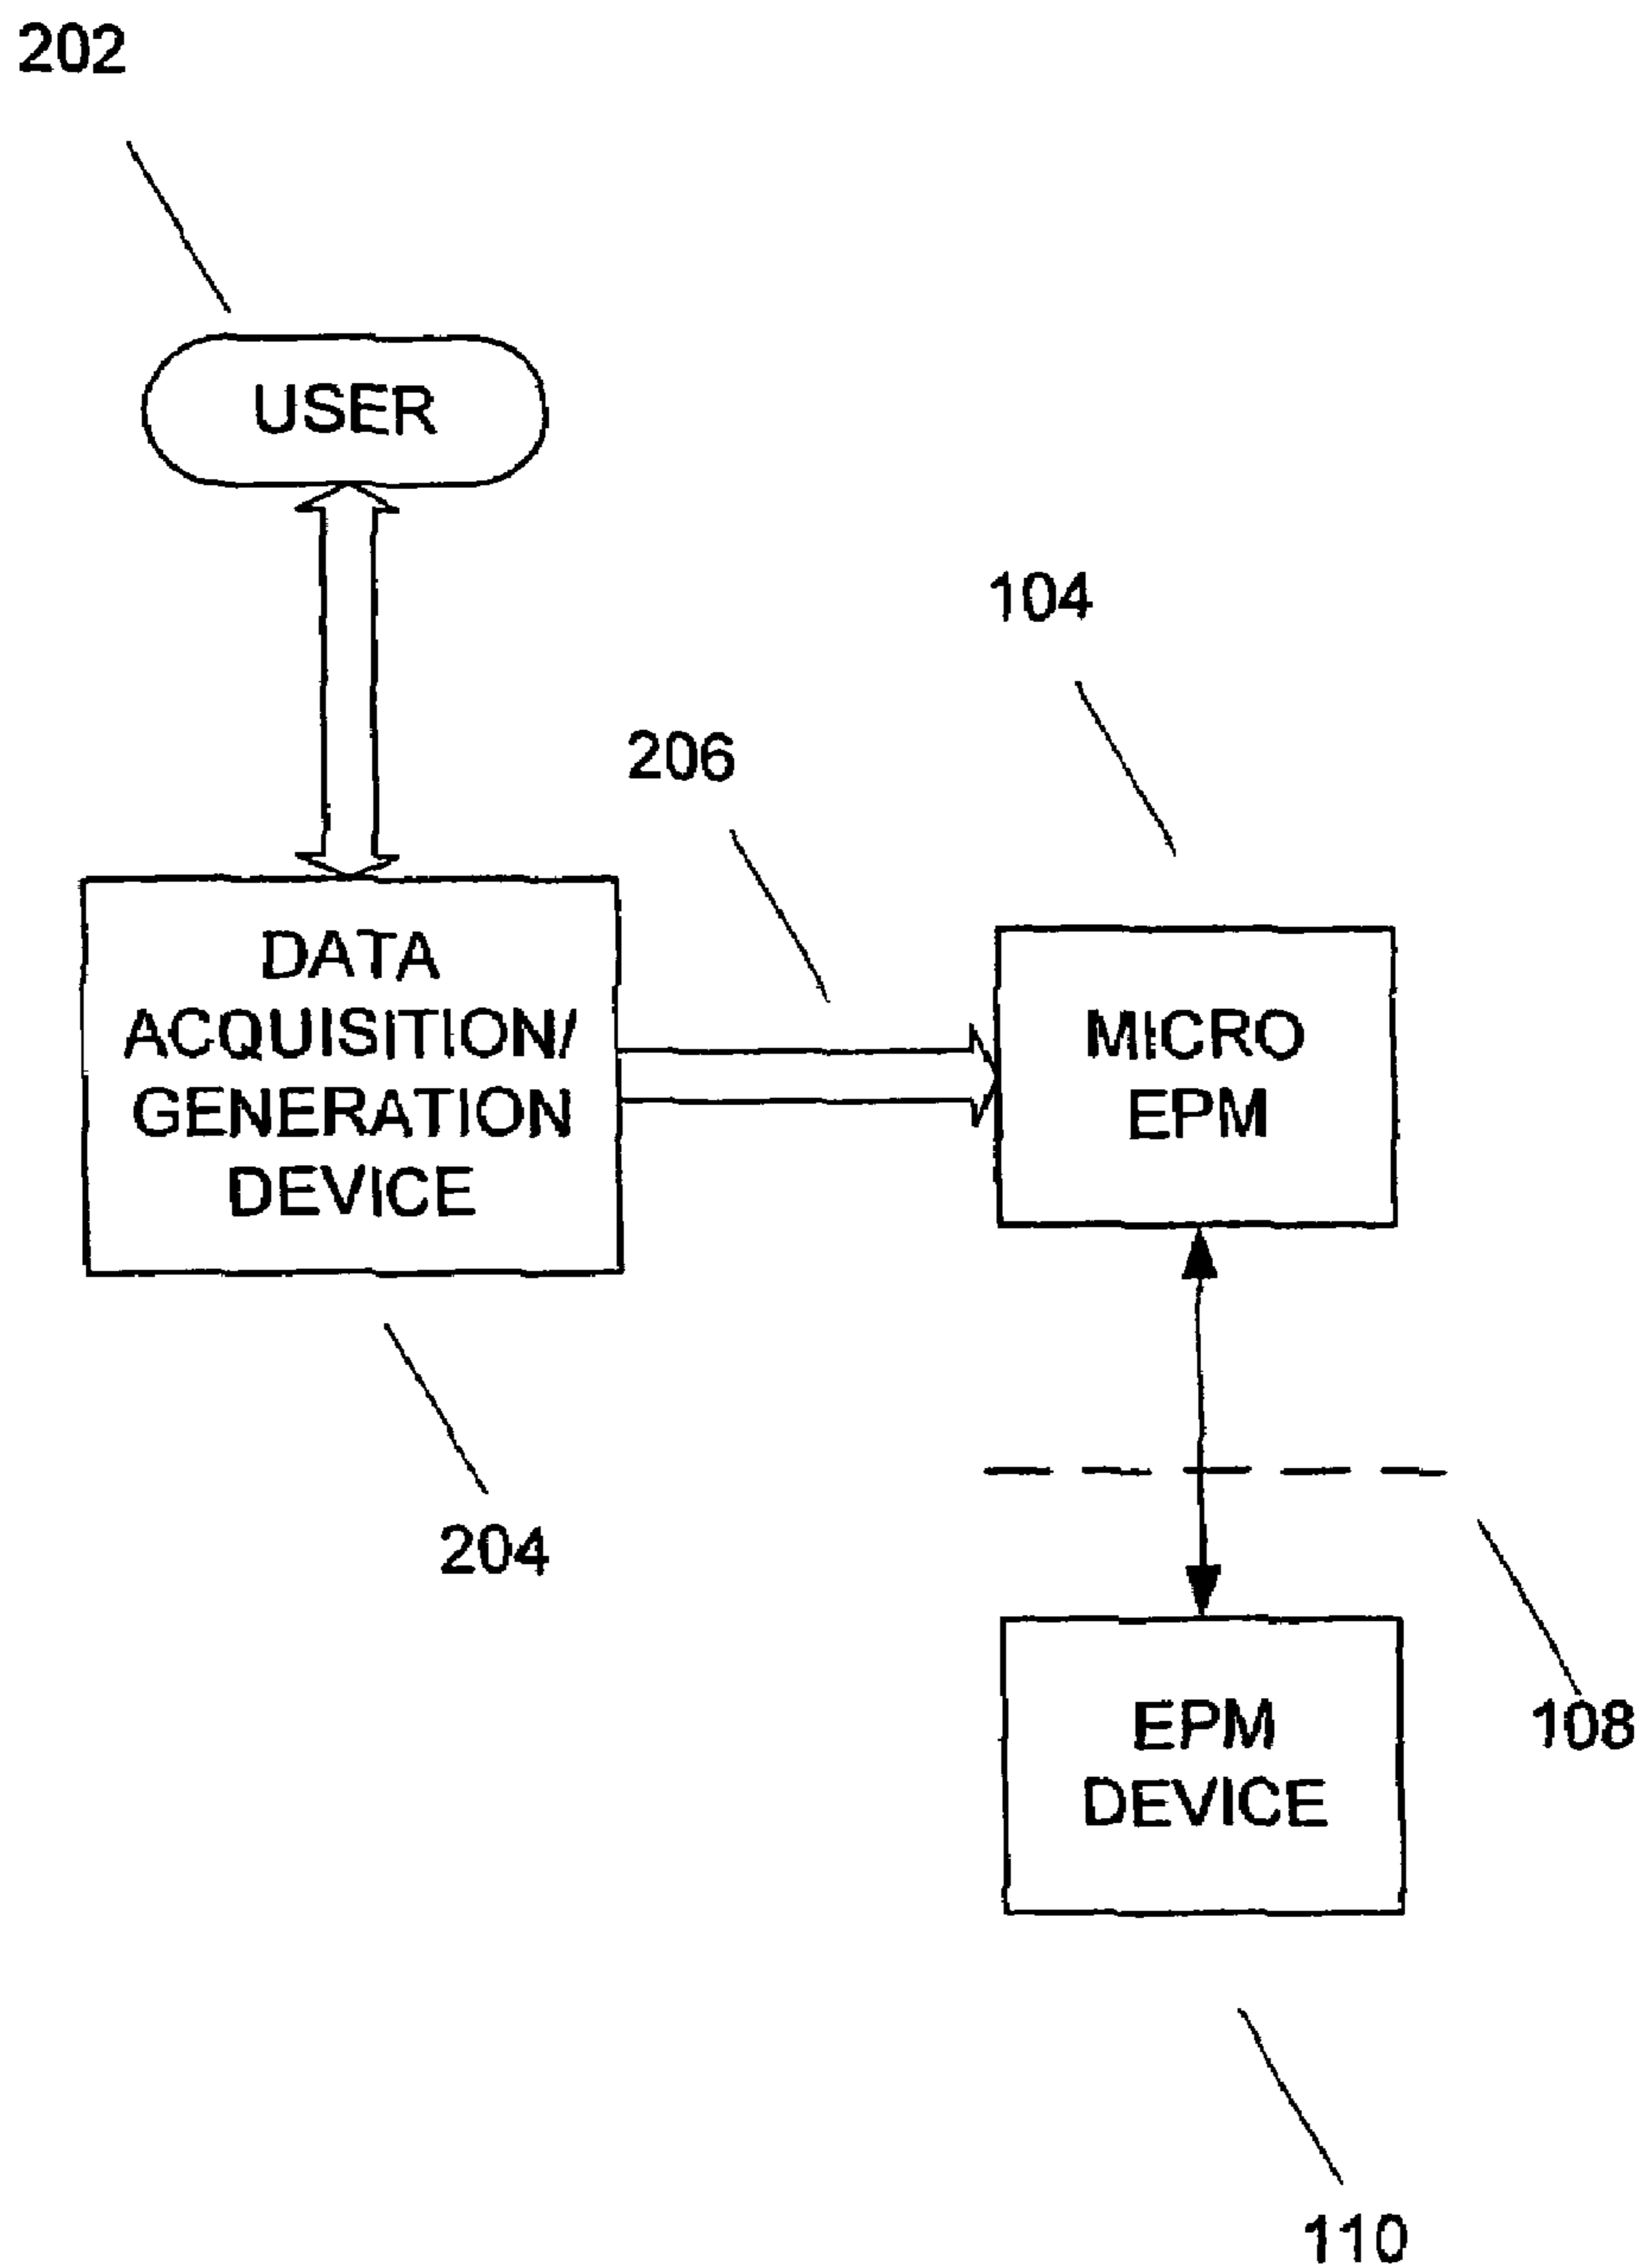 202
USER
104
206
DATA
ACQUISITION/
GENERATION
DEVICE
MICRO
EPM
204
108
EPM
DEVICE
110